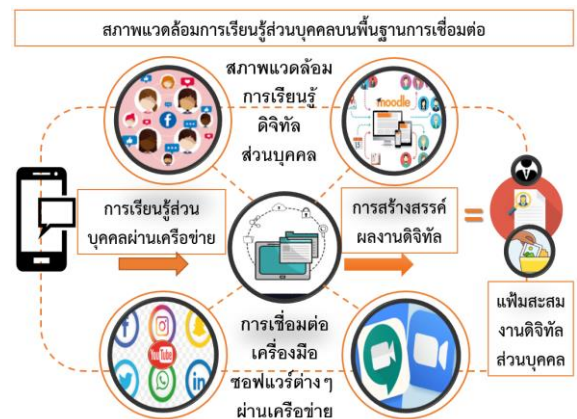 สภาพแวดล้อมการเรียนรู้ส่วนบุคคลบนพื้นฐานการเชื่อมต่อ
สภาพแวดล้อม
การเรียนรู้
ดิจิทัล
ส่วนบุคคล
moodle
การเรียนรู้ส่วน
บุคคลผ่านเครือข่าย
การสร้างสรรค์
ผลงานดิจิทัล
=
การเชื่อมต่อ
เครื่องมือ
ซอฟแวร์ต่าง ๆ
ผ่านเครือข่าย
YouTube
แฟ้มสะสม
งานดิจิทัล
ส่วนบุคคล